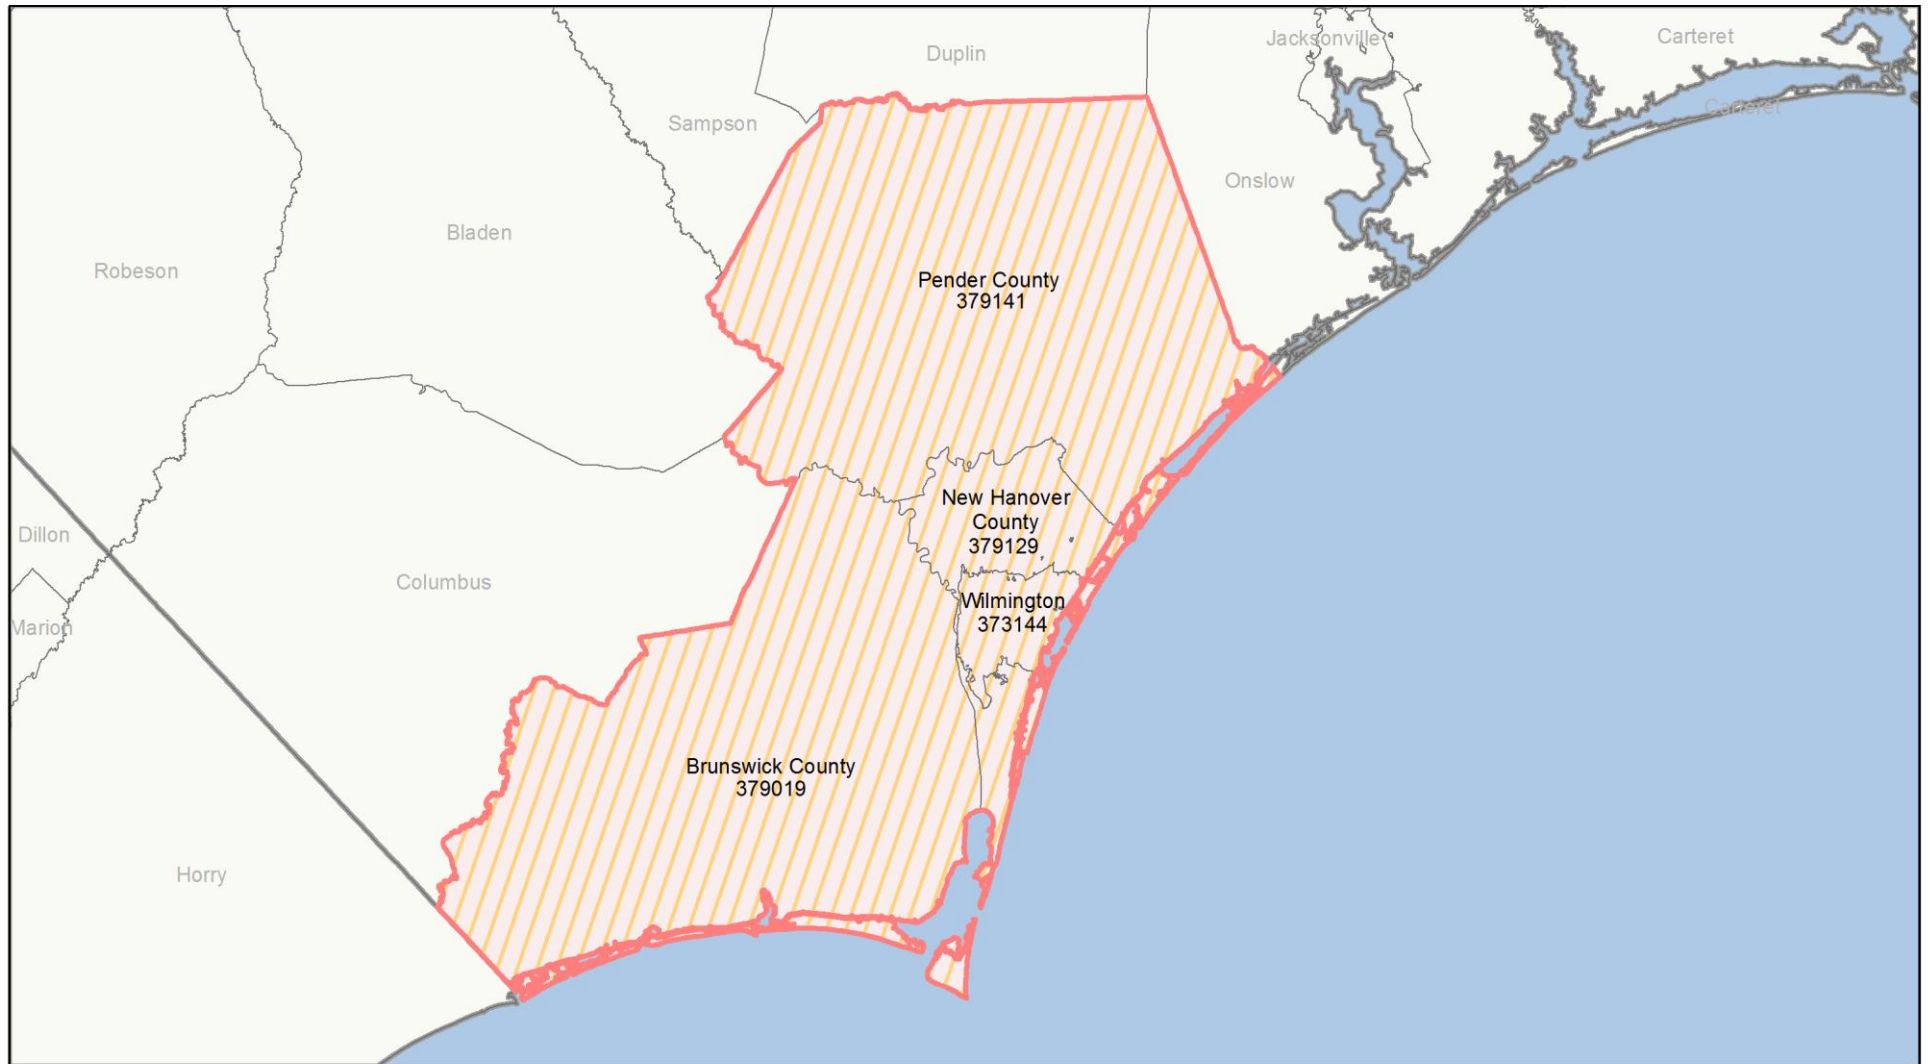 Duplin
Jacksonville
Carteret
Carteret
Sampson
Onslow
Bladen
Robeson
Pender County
379141
New Hanover
County
379129
Dillon
Columbus
Wilmington
373144
Marion
Brunswick County
379019
Horry